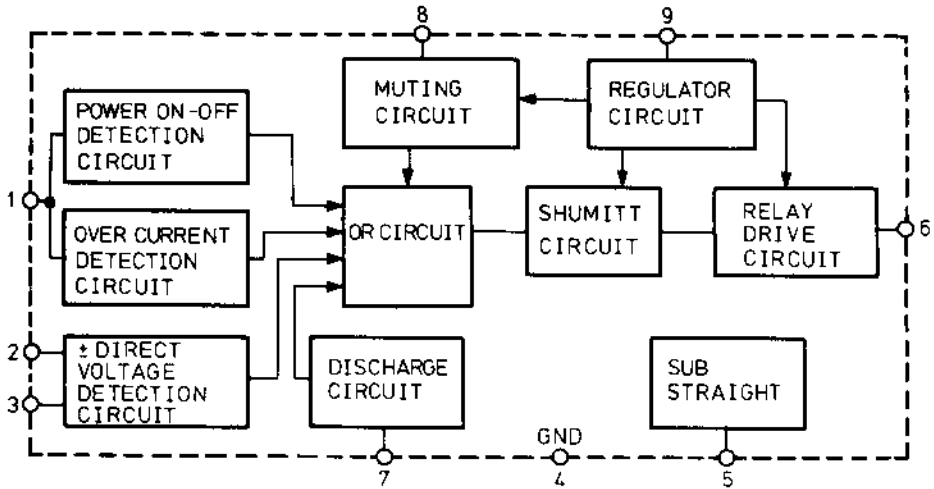 8
9
MUTING
CIRCUIT
REGULATOR
CIRCUIT
POWER ON-OFF
DETECTION
CIRCUIT
1
OVER CURRENT
DETECTION
CIRCUIT
OR CIRCUIT
SHUMITT
CIRCUIT
RELAY
DRIVE
CIRCUIT
6
2
3
± DIRECT
VOLTAGE
DETECTION
CIRCUIT
DISCHARGE
CIRCUIT
SUB
STRAIGHT
GND
7
4
5